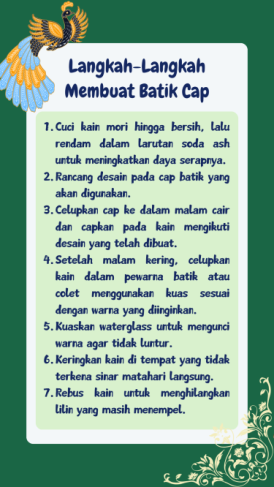 Langkah-Langkah
Membuat Batik Cap
1. Cuci kain mori hingga bersih, lalu
rendam dalam larutan soda ash
untuk meningkatkan daya serapnya.
2. Rancang desain pada cap batik yang
akan digunakan.
3. Celupkan cap ke dalam malam cair
dan capkan pada kain mengikuti
desain yang telah dibuat.
4. Setelah malam kering, celupkan
kain dalam pewarna batik atau
colet menggunakan kuas sesuai
dengan warna yang diinginkan.
5. Kuaskan waterglass untuk mengunci
warna agar tidak luntur.
6. Keringkan kain di tempat yang tidak
terkena sinar matahari langsung.
7. Rebus kain untuk menghilangkan
lilin yang masih menempel.